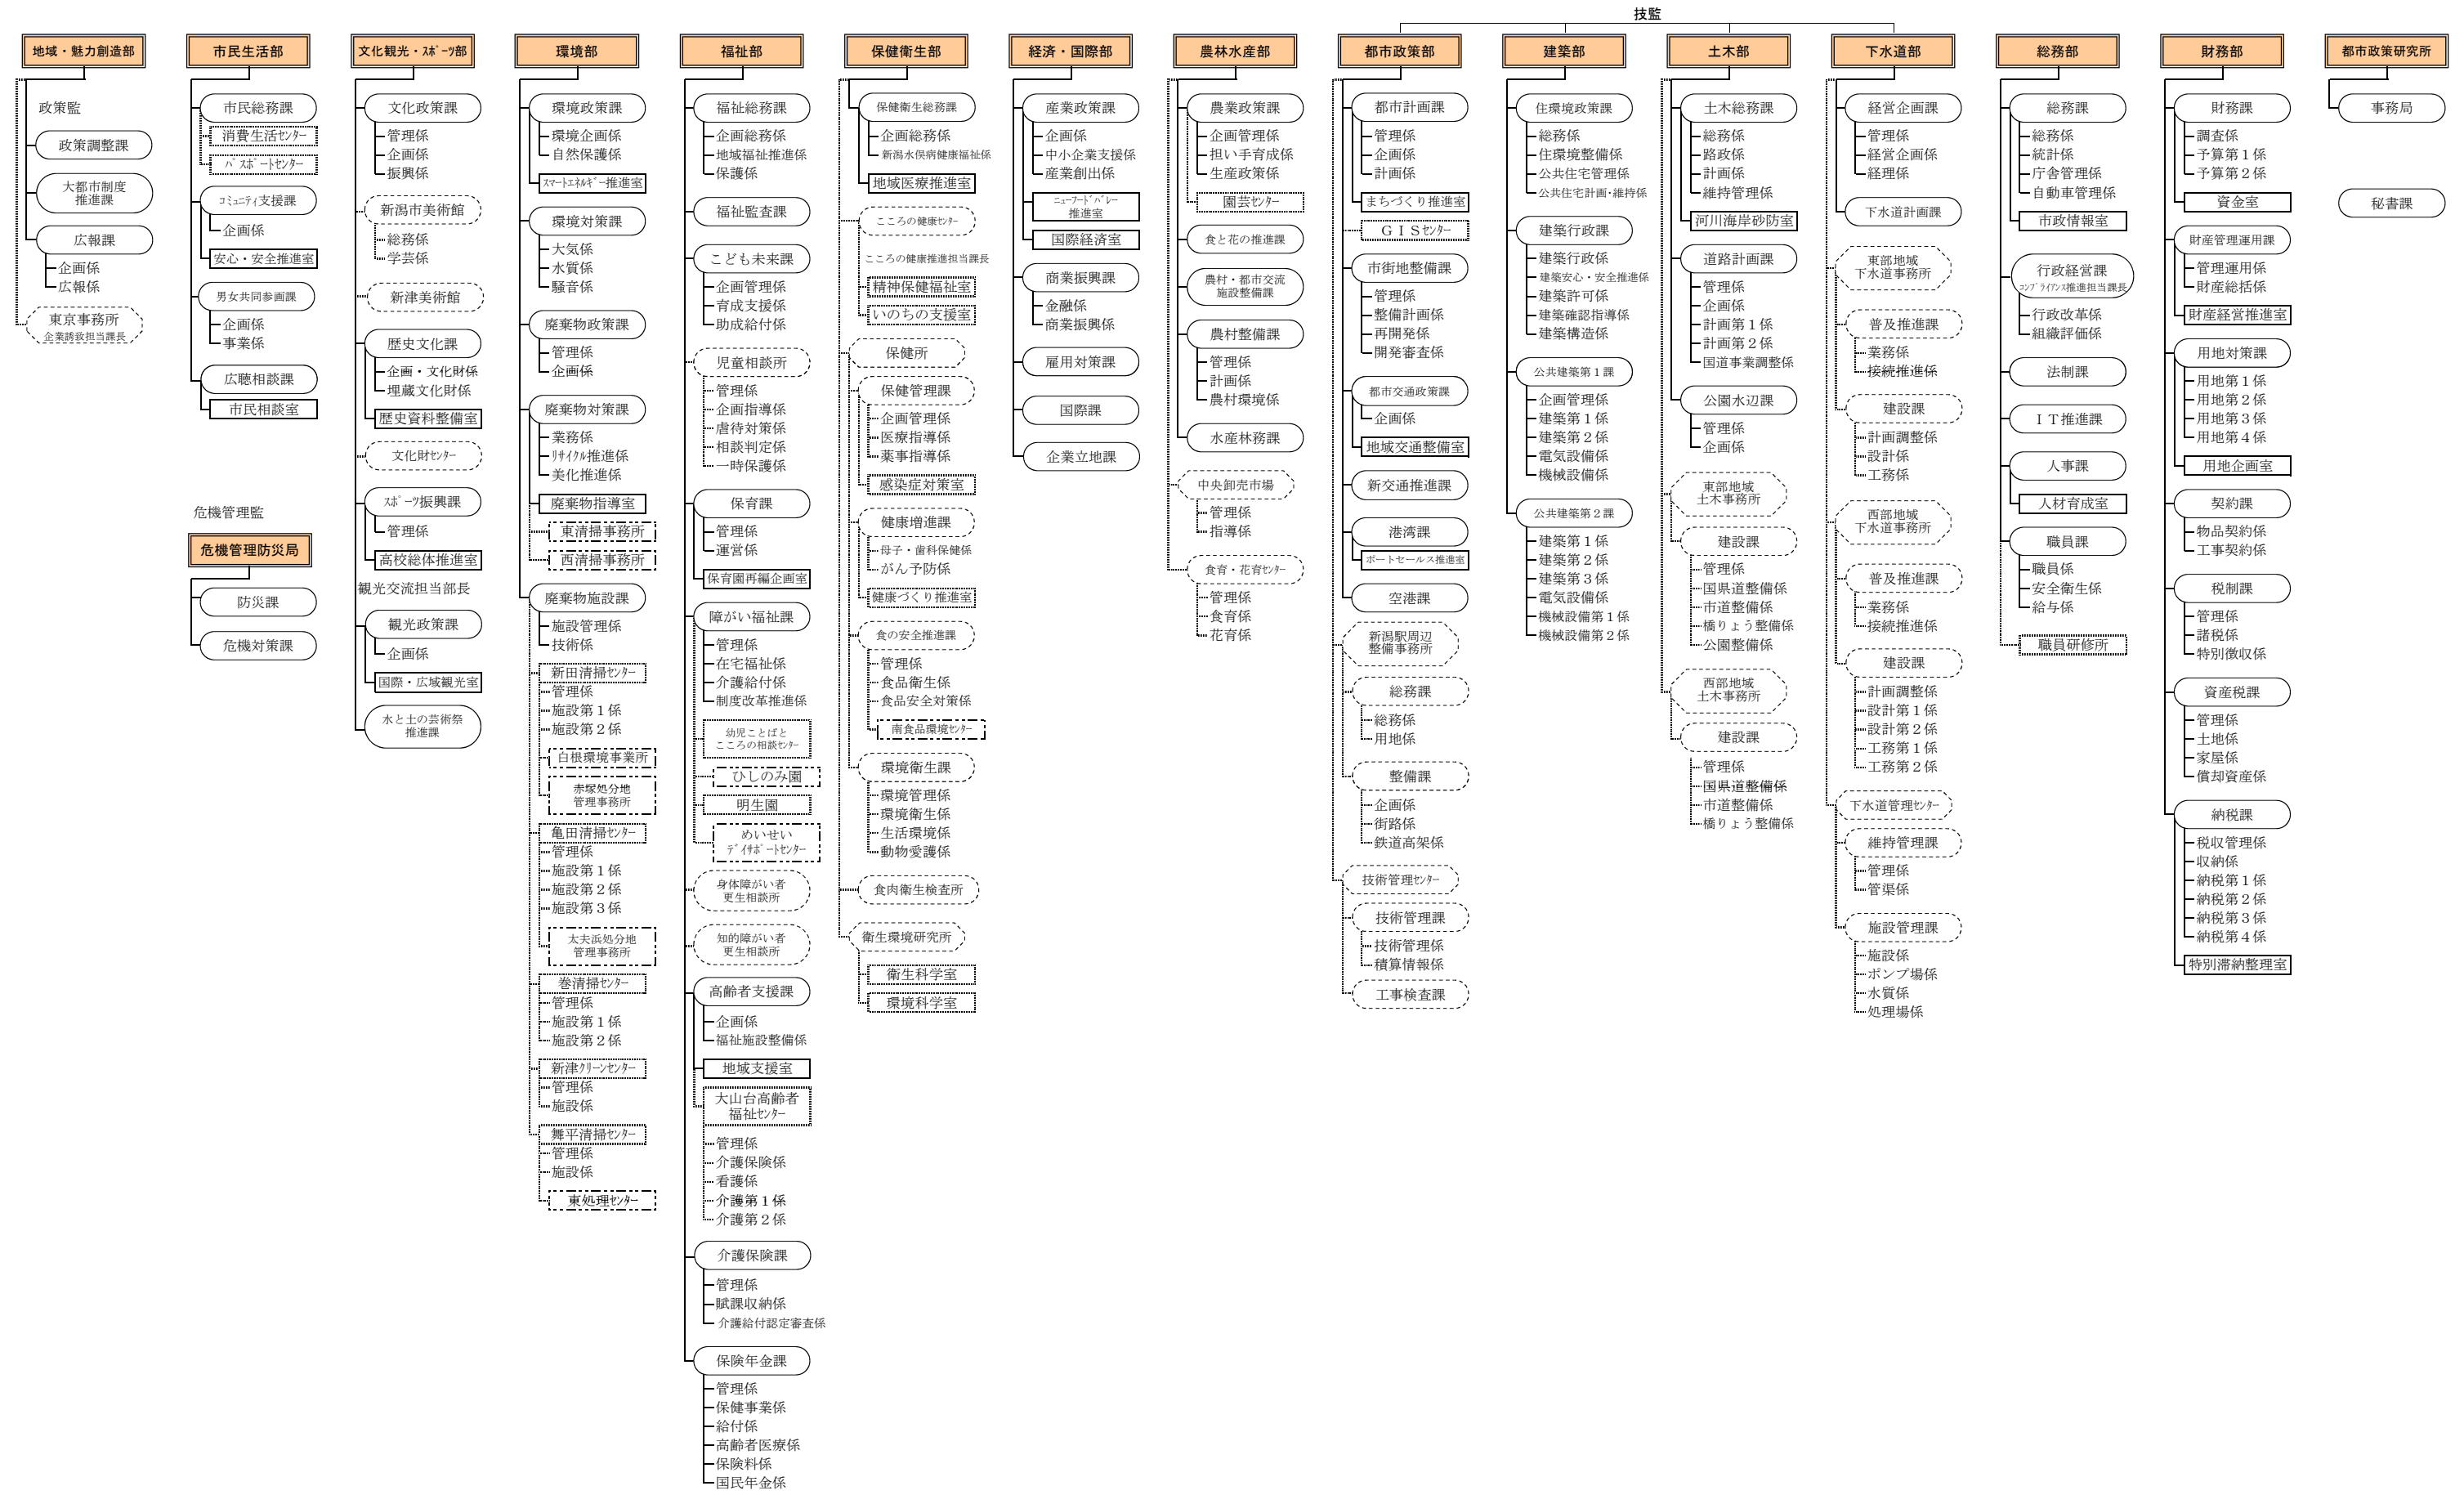 技監
地域・魅力創造部
政策監
政策調整課
大都市制度
推進課
広報課
企画係
広報係
東京事務所
企業誘致担当課長
市民生活部
市民総務課
消費生活ｾﾝﾀｰ
ﾊﾟｽﾎﾟｰﾄｾﾝﾀｰ
ｺﾐｭﾆﾃｨ支援課
企画係
安心・安全推進室
男女共同参画課
企画係
事業係
広聴相談課
市民相談室
危機管理監
危機管理防災局
防災課
危機対策課
文化観光・ｽﾎﾟｰﾂ部
文化政策課
管理係
企画係
振興係
新潟市美術館
総務係
学芸係
新津美術館
歴史文化課
企画・文化財係
埋蔵文化財係
歴史資料整備室
文化財ｾﾝﾀｰ
ｽﾎﾟｰﾂ振興課
管理係
高校総体推進室
観光交流担当部長
観光政策課
企画係
国際・広域観光室
水と土の芸術祭
推進課
環境部
環境政策課
環境企画係
自然保護係
ｽﾏｰﾄｴﾈﾙｷﾞｰ推進室
環境対策課
大気係
水質係
騒音係
廃棄物政策課
管理係
企画係
廃棄物対策課
業務係
ﾘｻｲｸﾙ推進係
美化推進係
廃棄物指導室
東清掃事務所
西清掃事務所
廃棄物施設課
施設管理係
技術係
新田清掃ｾﾝﾀｰ
管理係
施設第１係
施設第２係
白根環境事業所
赤塚処分地
管理事務所
亀田清掃ｾﾝﾀｰ
管理係
施設第１係
施設第２係
施設第３係
太夫浜処分地
管理事務所
巻清掃ｾﾝﾀｰ
管理係
施設第１係
施設第２係
新津ｸﾘｰﾝｾﾝﾀｰ
管理係
施設係
舞平清掃ｾﾝﾀｰ
管理係
施設係
東処理ｾﾝﾀｰ
福祉部
福祉総務課
企画総務係
地域福祉推進係
保護係
福祉監査課
こども未来課
企画管理係
育成支援係
助成給付係
児童相談所
管理係
企画指導係
虐待対策係
相談判定係
一時保護係
保育課
管理係
運営係
保育園再編企画室
障がい福祉課
管理係
在宅福祉係
介護給付係
制度改革推進係
幼児ことばと
こころの相談ｾﾝﾀｰ
ひしのみ園
明生園
めいせい
ﾃﾞｲｻﾎﾟｰﾄｾﾝﾀｰ
身体障がい者
更生相談所
知的障がい者
更生相談所
高齢者支援課
企画係
福祉施設整備係
地域支援室
大山台高齢者
福祉ｾﾝﾀｰ
管理係
介護保険係
看護係
介護第１係
介護第２係
介護保険課
管理係
賦課収納係
介護給付認定審査係
保険年金課
管理係
保健事業係
給付係
高齢者医療係
保険料係
国民年金係
保健衛生部
保健衛生総務課
企画総務係
新潟水俣病健康福祉係
地域医療推進室
こころの健康ｾﾝﾀｰ
こころの健康推進担当課長
精神保健福祉室
いのちの支援室
保健所
保健管理課
企画管理係
医療指導係
薬事指導係
感染症対策室
健康増進課
母子・歯科保健係
がん予防係
健康づくり推進室
食の安全推進課
管理係
食品衛生係
食品安全対策係
南食品環境ｾﾝﾀｰ
環境衛生課
環境管理係
環境衛生係
生活環境係
動物愛護係
食肉衛生検査所
衛生環境研究所
衛生科学室
環境科学室
経済・国際部
産業政策課
企画係
中小企業支援係
産業創出係
ﾆｭｰﾌｰﾄﾞﾊﾞﾚｰ
推進室
国際経済室
商業振興課
金融係
商業振興係
雇用対策課
国際課
企業立地課
農林水産部
農業政策課
企画管理係
担い手育成係
生産政策係
園芸ｾﾝﾀｰ
食と花の推進課
農村・都市交流
施設整備課
農村整備課
管理係
計画係
農村環境係
水産林務課
中央卸売市場
管理係
指導係
食育・花育ｾﾝﾀｰ
管理係
食育係
花育係
都市政策部
都市計画課
管理係
企画係
計画係
まちづくり推進室
ＧＩＳｾﾝﾀｰ
市街地整備課
管理係
整備計画係
再開発係
開発審査係
都市交通政策課
企画係
地域交通整備室
新交通推進課
港湾課
ポートセールス推進室
空港課
新潟駅周辺
整備事務所
総務課
総務係
用地係
整備課
企画係
街路係
鉄道高架係
技術管理ｾﾝﾀｰ
技術管理課
技術管理係
積算情報係
工事検査課
建築部
住環境政策課
総務係
住環境整備係
公共住宅管理係
公共住宅計画・維持係
建築行政課
建築行政係
建築安心・安全推進係
建築許可係
建築確認指導係
建築構造係
公共建築第１課
企画管理係
建築第１係
建築第２係
電気設備係
機械設備係
公共建築第２課
建築第１係
建築第２係
建築第３係
電気設備係
機械設備第１係
機械設備第２係
土木部
土木総務課
総務係
路政係
計画係
維持管理係
河川海岸砂防室
道路計画課
管理係
企画係
計画第１係
計画第２係
国道事業調整係
公園水辺課
管理係
企画係
東部地域
土木事務所
建設課
管理係
国県道整備係
市道整備係
橋りょう整備係
公園整備係
西部地域
土木事務所
建設課
管理係
国県道整備係
市道整備係
橋りょう整備係
下水道部
経営企画課
管理係
経営企画係
経理係
下水道計画課
東部地域
下水道事務所
普及推進課
業務係
接続推進係
建設課
計画調整係
設計係
工務係
西部地域
下水道事務所
普及推進課
業務係
接続推進係
建設課
計画調整係
設計第１係
設計第２係
工務第１係
工務第２係
下水道管理ｾﾝﾀｰ
維持管理課
管理係
管渠係
施設管理課
施設係
ポンプ場係
水質係
処理場係
総務部
総務課
総務係
統計係
庁舎管理係
自動車管理係
市政情報室
行政経営課
ｺﾝﾌﾟﾗｲｱﾝｽ推進担当課長
行政改革係
組織評価係
法制課
ＩＴ推進課
人事課
人材育成室
職員課
職員係
安全衛生係
給与係
職員研修所
財務部
財務課
調査係
予算第１係
予算第２係
資金室
財産管理運用課
管理運用係
財産総括係
財産経営推進室
用地対策課
用地第１係
用地第２係
用地第３係
用地第４係
用地企画室
契約課
物品契約係
工事契約係
税制課
管理係
諸税係
特別徴収係
資産税課
管理係
土地係
家屋係
償却資産係
納税課
税収管理係
収納係
納税第１係
納税第２係
納税第３係
納税第４係
特別滞納整理室
都市政策研究所
事務局
秘書課